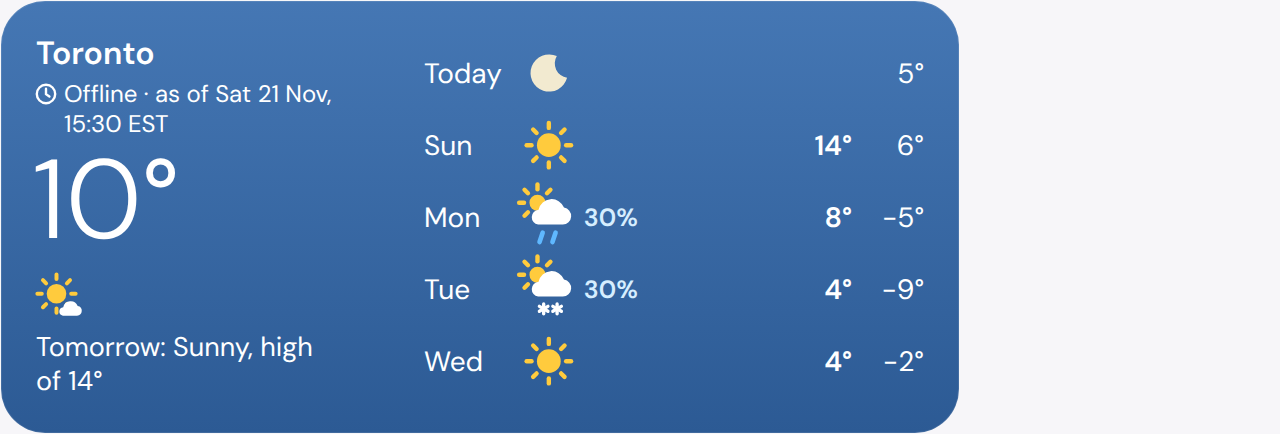 Toronto
Offline · as of Sat 21 Nov,
15:30 EST
10°
Tomorrow: Sunny, high
of 14°
Today 5°
Sun 14° 6°
Mon 30% 8° −5°
Tue 30% 4° −9°
Wed 4° −2°